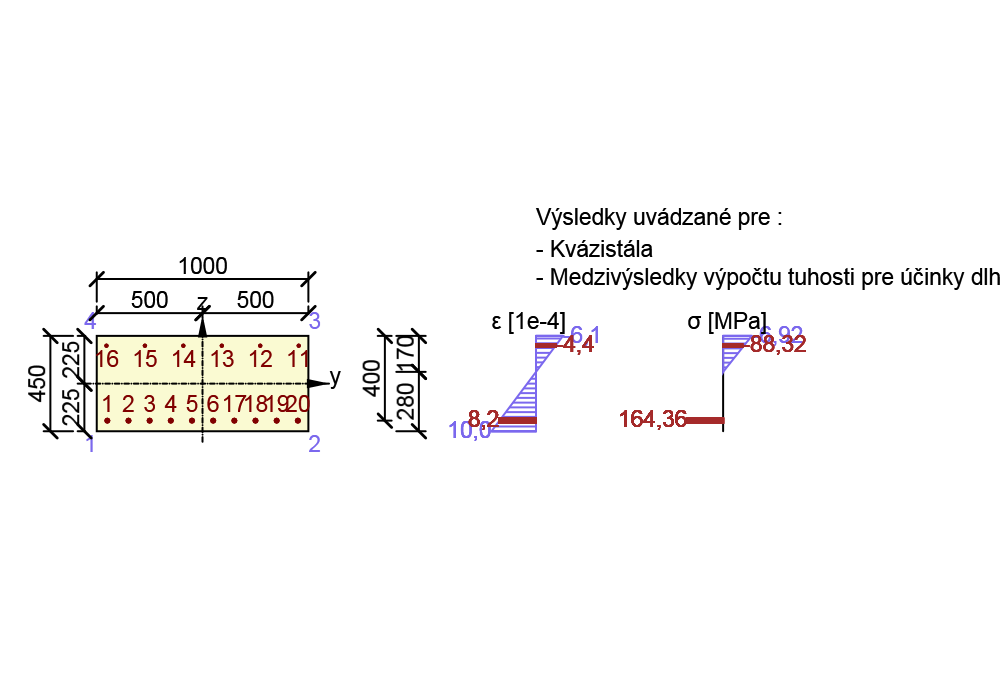 Výsledky uvádzané pre :
- Kvázistála
- Medzivýsledky výpočtu tuhosti pre účinky dlh
1000
500 z 500
4 3
ε [1e-4] σ [MPa]
6,1 6,92
-4,4 -88,32
16 15 14 13 12 11
y
450 225 225
400 170 280
1 2 3 4 5 6 17 18 19 20
8,2 164,36
10,0
1 2